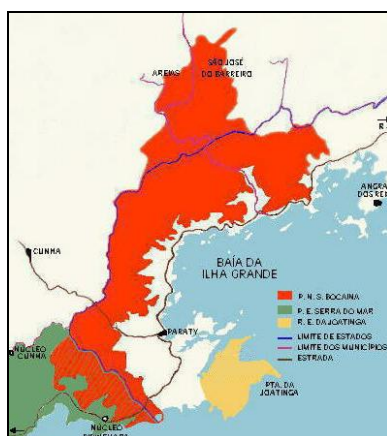 SÃO JOSÉ
DO BARREIRO
AREIAS
R
ANGRA
DOS REIS
CUNHA
BAÍA DA
ILHA GRANDE
P. N. S. BOCAINA
P. E. SERRA DO MAR
R. E. DA JOATINGA
LIMITE DE ESTADOS
LIMITE DOS MUNICÍPIOS
ESTRADA
PARATY
NÚCLEO
CUNHA
PTA. DA
JOATINGA
NÚCLEO